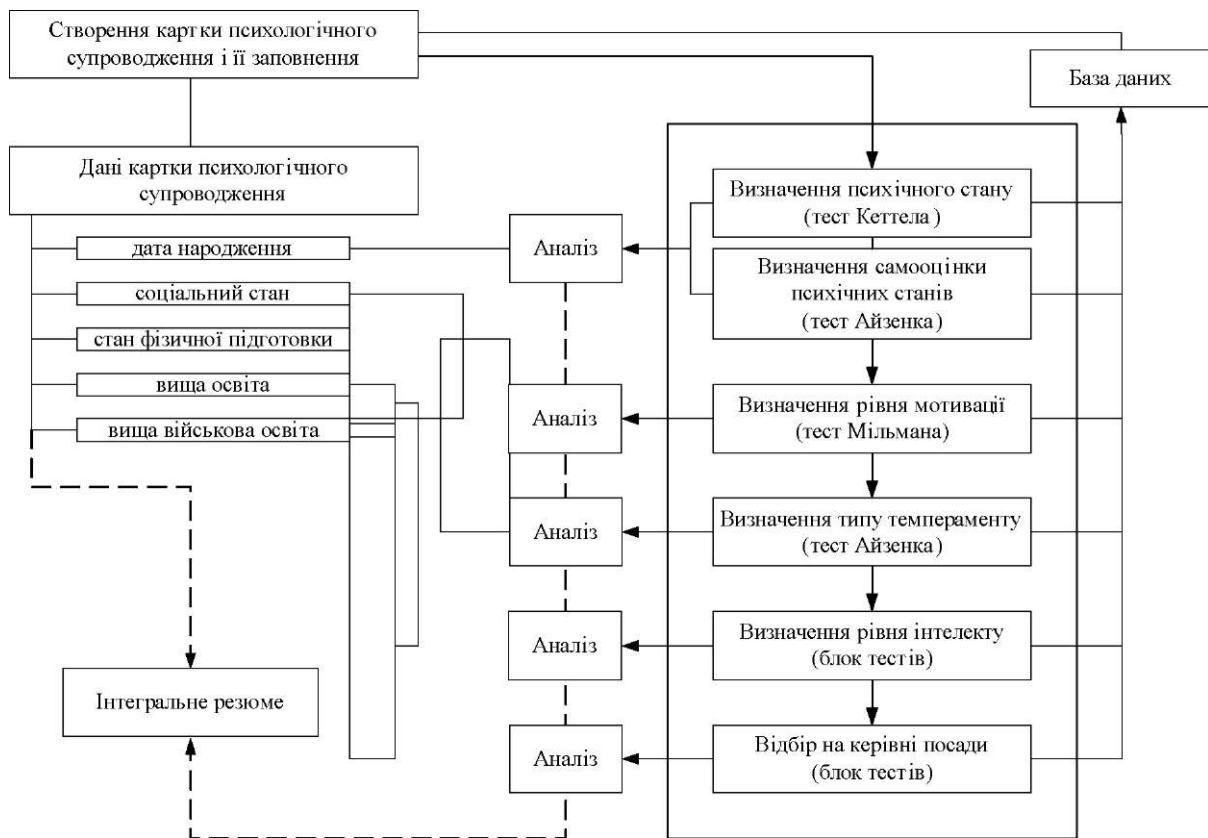 Створення картки психологічного
супроводження і її заповнення
База даних
Дані картки психологічного
супроводження
Визначення психічного стану
(тест Кеттела)
дата народження
Аналіз
Визначення самооцінки
психічних станів
(тест Айзенка)
соціальний стан
стан фізичної підготовки
вища освіта
Аналіз
Визначення рівня мотивації
(тест Мільмана)
вища військова освіта
Аналіз
Визначення типу темпераменту
(тест Айзенка)
Аналіз
Визначення рівня інтелекту
(блок тестів)
Інтегральне резюме
Аналіз
Відбір на керівні посади
(блок тестів)